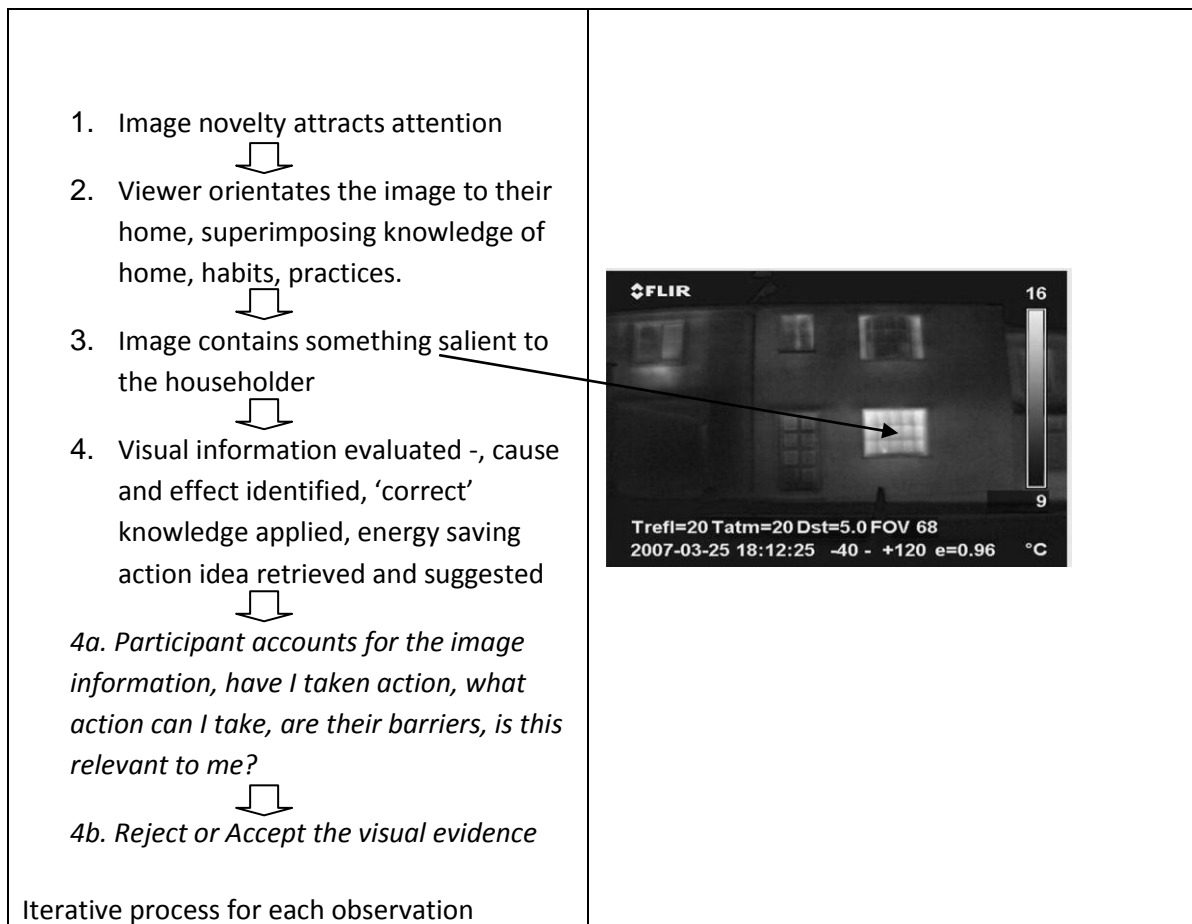 1. Image novelty attracts attention
2. Viewer orientates the image to their
home, superimposing knowledge of
home, habits, practices.
3. Image contains something salient to
the householder
4. Visual information evaluated -, cause
and effect identified, ‘correct’
knowledge applied, energy saving
action idea retrieved and suggested
4a. Participant accounts for the image
information, have I taken action, what
action can I take, are their barriers, is this
relevant to me?
4b. Reject or Accept the visual evidence
Iterative process for each observation
FLIR
16
9
Trefl=20 Tatm=20 Dst=5.0 FOV 68
2007-03-25 18:12:25 -40 - +120 e=0.96 °C